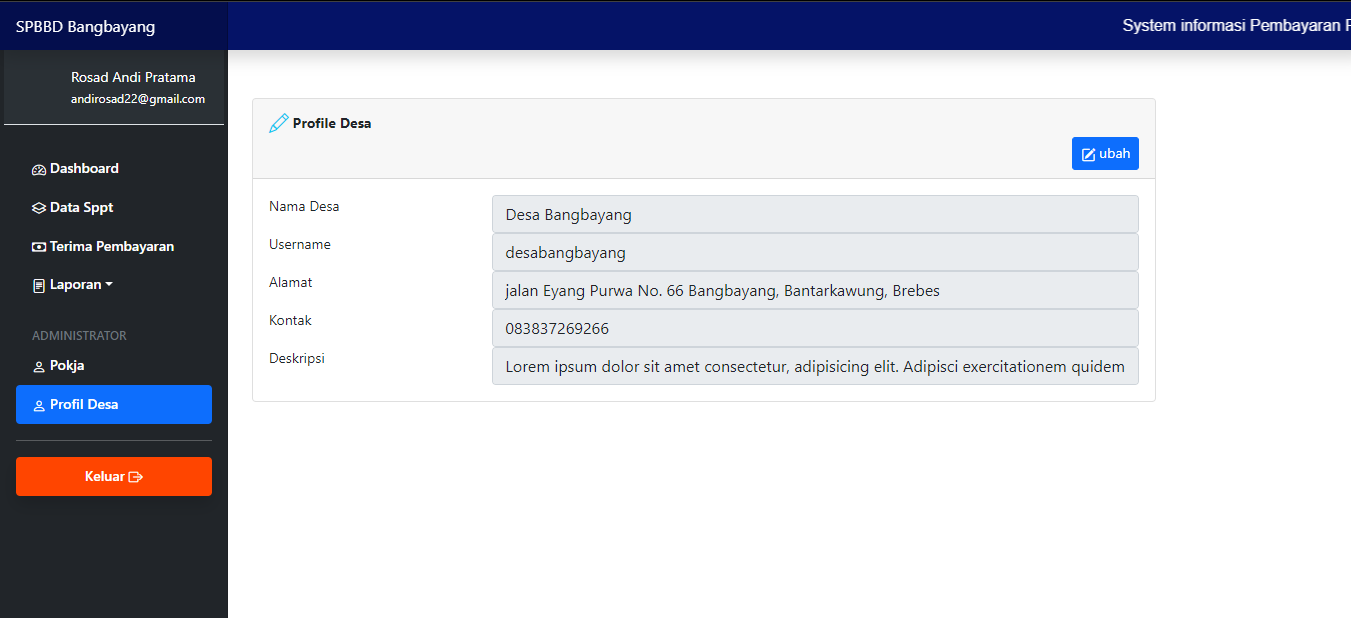 SPBBD Bangbayang
System informasi Pembayaran
Rosad Andi Pratama
andirosad22@gmail.com
Dashboard
Data Sppt
Terima Pembayaran
Laporan
ADMINISTRATOR
Pokja
Profil Desa
Keluar
Profile Desa
ubah
Nama Desa
Desa Bangbayang
Username
desabangbayang
Alamat
jalan Eyang Purwa No. 66 Bangbayang, Bantarkawung, Brebes
Kontak
083837269266
Deskripsi
Lorem ipsum dolor sit amet consectetur, adipisicing elit. Adipisci exercitationem quidem